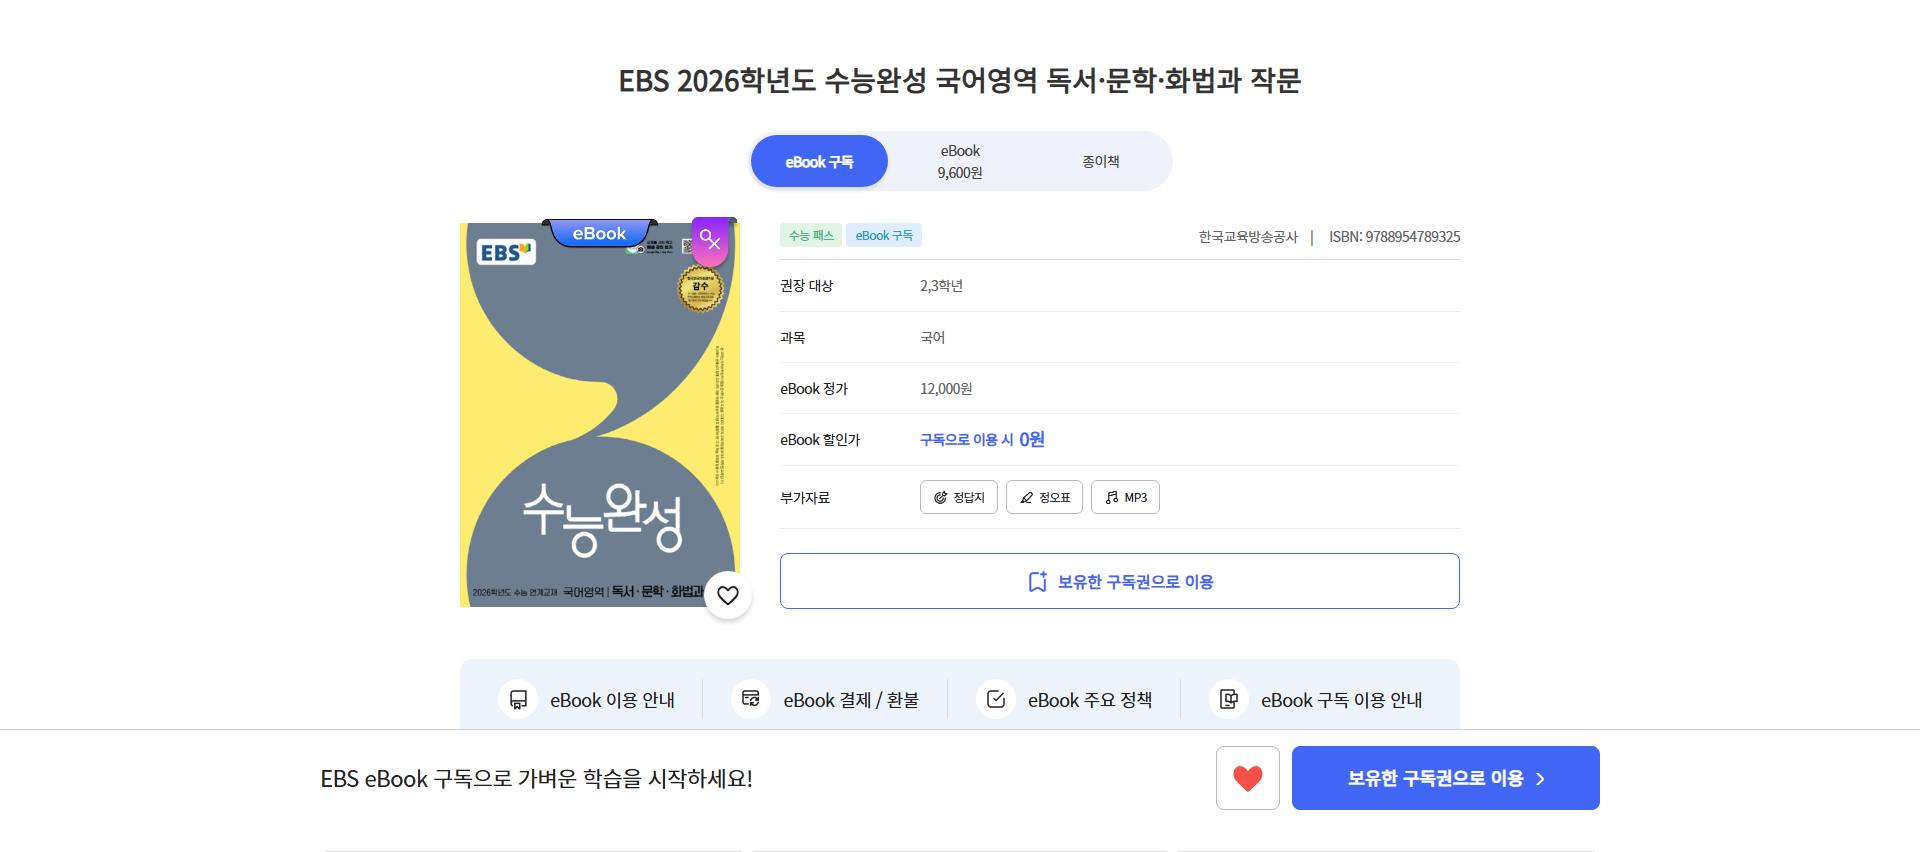 EBS 2026학년도 수능완성 국어영역 독서·문학·화법과 작문
eBook 구독
eBook
9,600원
종이책
eBook
EBS
감수
수능완성
2026학년도 수능 연계교재 국어영역 | 독서 · 문학 · 화법과
수능 패스
eBook 구독
한국교육방송공사 | ISBN: 9788954789325
권장 대상 2,3학년
과목 국어
eBook 정가 12,000원
eBook 할인가 구독으로 이용 시 0원
부가자료 정답지 정오표 MP3
보유한 구독권으로 이용
eBook 이용 안내
eBook 결제 / 환불
eBook 주요 정책
eBook 구독 이용 안내
EBS eBook 구독으로 가벼운 학습을 시작하세요!
보유한 구독권으로 이용